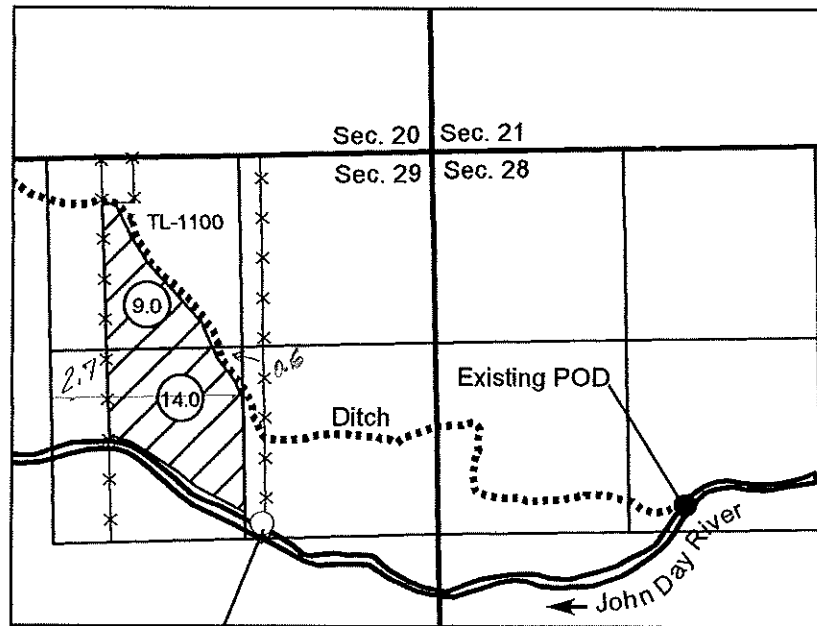 Sec. 20 Sec. 21
Sec. 29 Sec. 28
TL-1100
9.0
2.7
0.6
Existing POD
14.0
Ditch
John Day River